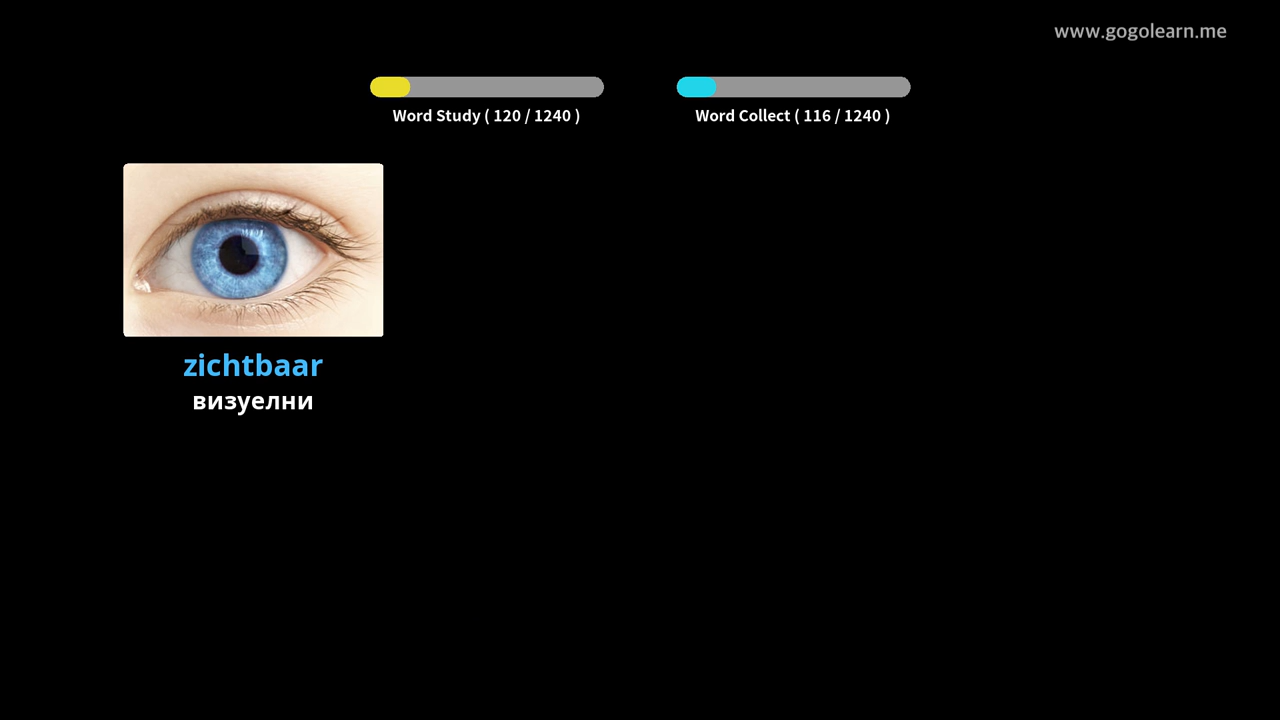 www.gogolearn.me
Word Study ( 120 / 1240 )
Word Collect ( 116 / 1240 )
zichtbaar
визуелни